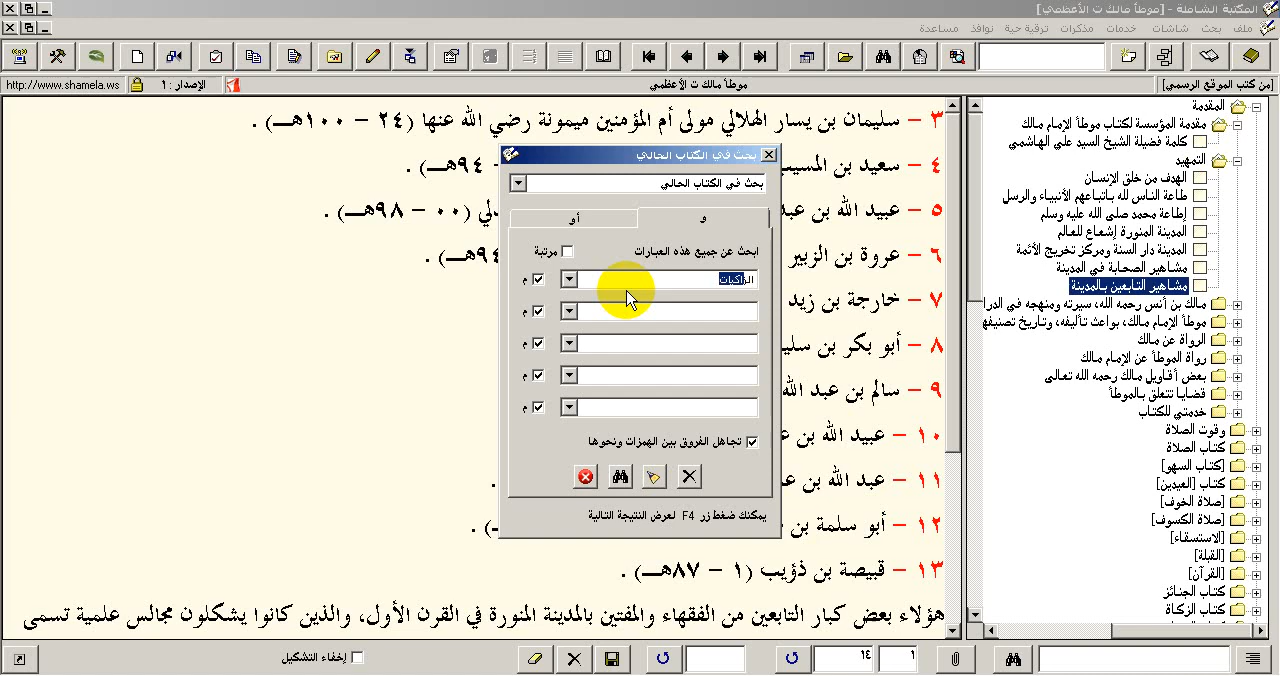 المكتبة الشاملة - [موطأ مالك ت الأعظمي]
ملف بحث شاشات خدمات مذكرات ترقية حية نوافذ مساعدة
[من كتب الموقع الرسمي]
موطأ مالك ت الأعظمي
الإصدار : ١
http://www.shamela.ws
المقدمة
مقدمة المؤسسة لكتاب موطأ الإمام مالك
كلمة فضيلة الشيخ السيد علي الهاشمي
التمهيد
الهدف من خلق الإنسان
طاعة الناس لله باتباعهم الأنبياء والرسل
إطاعة محمد صلى الله عليه وسلم
المدينة المنورة إشعاع للعالم
المدينة دار السنة ومركز تخريج الأئمة
مشاهير الصحابة في المدينة
مشاهير التابعين بالمدينة
مالك بن أنس رحمه الله، سيرته ومنهجه في
موطأ الإمام مالك، بواعث تأليفه، وتاريخ
الرواة عن مالك
رواة الموطأ عن الإمام مالك
بعض أقاويل مالك رحمه الله تعالى
قضايا تتعلق بالموطأ
خدمتي للكتاب
وقوت الصلاة
كتاب الصلاة
[كتاب السهو]
كتاب [العيدين]
[صلاة الخوف]
[صلاة الكسوف]
[الاستسقاء]
[القبلة]
[القرآن]
كتاب الجنائز
كتاب الزكاة
٣ - سليمان بن يسار الهلالي مولى أم المؤمنين ميمونة رضي الله عنها (٢٤ - ١٠٠هـ) .
٤ - سعيد بن ٩٤هـ) .
٥ - عبيد الله بن (٠٠ - ٩٨هـ) .
٦ - عروة بن الزبير
٧ - خارجة بن زيد
٨ - أبو بكر بن
٩ - سالم بن عبد الله
١٠ - عبيد الله بن
١١ - عبد الله بن
١٢ - أبو سلمة بن
١٣ - قبيصة بن ذؤيب (١ - ٨٧هـ) .
هؤلاء بعض كبار التابعين من الفقهاء والمفتين بالمدينة المنورة في القرن الأول، والذين كانوا يشكلون مجالس علمية تسمى
بحث في الكتاب الحالي
بحث في الكتاب الحالي
و
أو
ابحث عن جميع هذه العبارات
مرتبة
الزاكيات
م
م
م
م
م
تجاهل الفروق بين الهمزات ونحوها
يمكنك ضغط زر F4 لعرض النتيجة التالية
١
١٤
إخفاء التشكيل